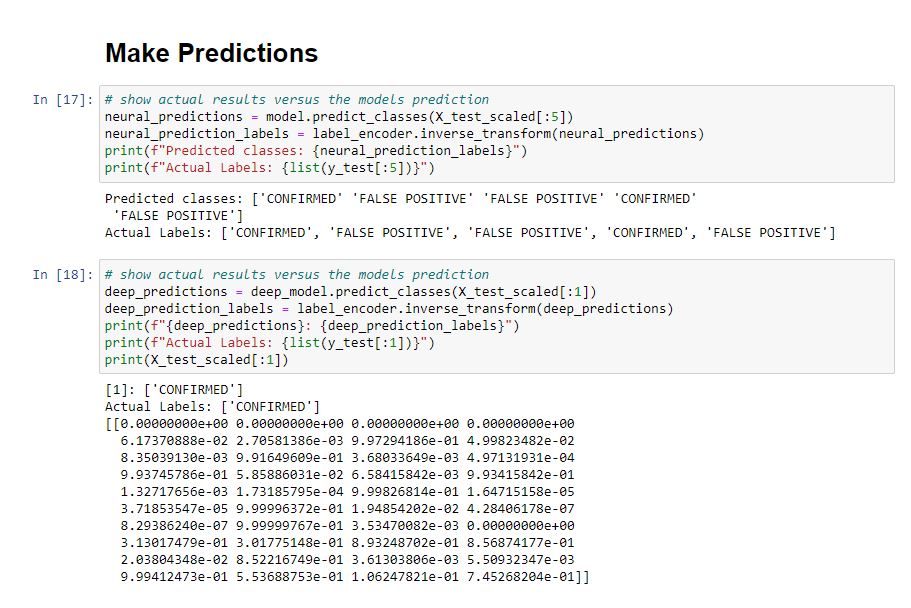 Make Predictions
In [17]:
# show actual results versus the models prediction
neural_predictions = model.predict_classes(X_test_scaled[:5])
neural_prediction_labels = label_encoder.inverse_transform(neural_predictions)
print(f"Predicted classes: {neural_prediction_labels}")
print(f"Actual Labels: {list(y_test[:5])}")
Predicted classes: ['CONFIRMED' 'FALSE POSITIVE' 'FALSE POSITIVE' 'CONFIRMED'
 'FALSE POSITIVE']
Actual Labels: ['CONFIRMED', 'FALSE POSITIVE', 'FALSE POSITIVE', 'CONFIRMED', 'FALSE POSITIVE']
In [18]:
# show actual results versus the models prediction
deep_predictions = deep_model.predict_classes(X_test_scaled[:1])
deep_prediction_labels = label_encoder.inverse_transform(deep_predictions)
print(f"{deep_predictions}: {deep_prediction_labels}")
print(f"Actual Labels: {list(y_test[:1])}")
print(X_test_scaled[:1])
[1]: ['CONFIRMED']
Actual Labels: ['CONFIRMED']
[[0.00000000e+00 0.00000000e+00 0.00000000e+00 0.00000000e+00
  6.17370888e-02 2.70581386e-03 9.97294186e-01 4.99823482e-02
  8.35039130e-03 9.91649609e-01 3.68033649e-03 4.97131931e-04
  9.93745786e-01 5.85886031e-02 6.58415842e-03 9.93415842e-01
  1.32717656e-03 1.73185795e-04 9.99826814e-01 1.64715158e-05
  3.71853547e-05 9.99996372e-01 1.94854202e-02 4.28406178e-07
  8.29386240e-07 9.99999767e-01 3.53470082e-03 0.00000000e+00
  3.13017479e-01 3.01775148e-01 8.93248702e-01 8.56874177e-01
  2.03804348e-02 8.52216749e-01 3.61303806e-03 5.50932347e-03
  9.99412473e-01 5.53688753e-01 1.06247821e-01 7.45268204e-01]]